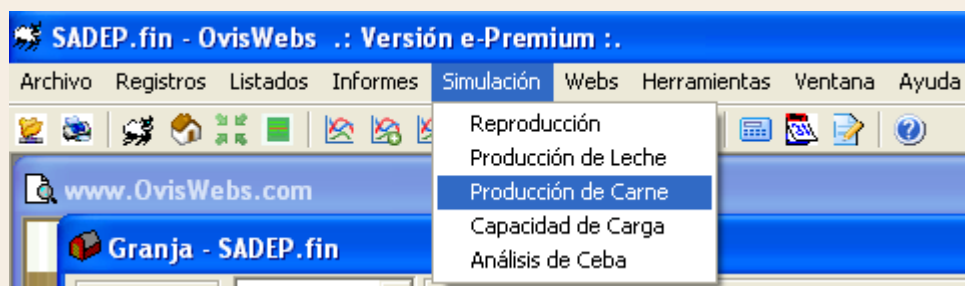 SADEP.fin - OvisWebs .: Versión e-Premium :.
Archivo Registros Listados Informes Simulación Webs Herramientas Ventana Ayuda
Reproducción
Producción de Leche
www.OvisWebs.com
Producción de Carne
Capacidad de Carga
Granja - SADEP.fin
Análisis de Ceba